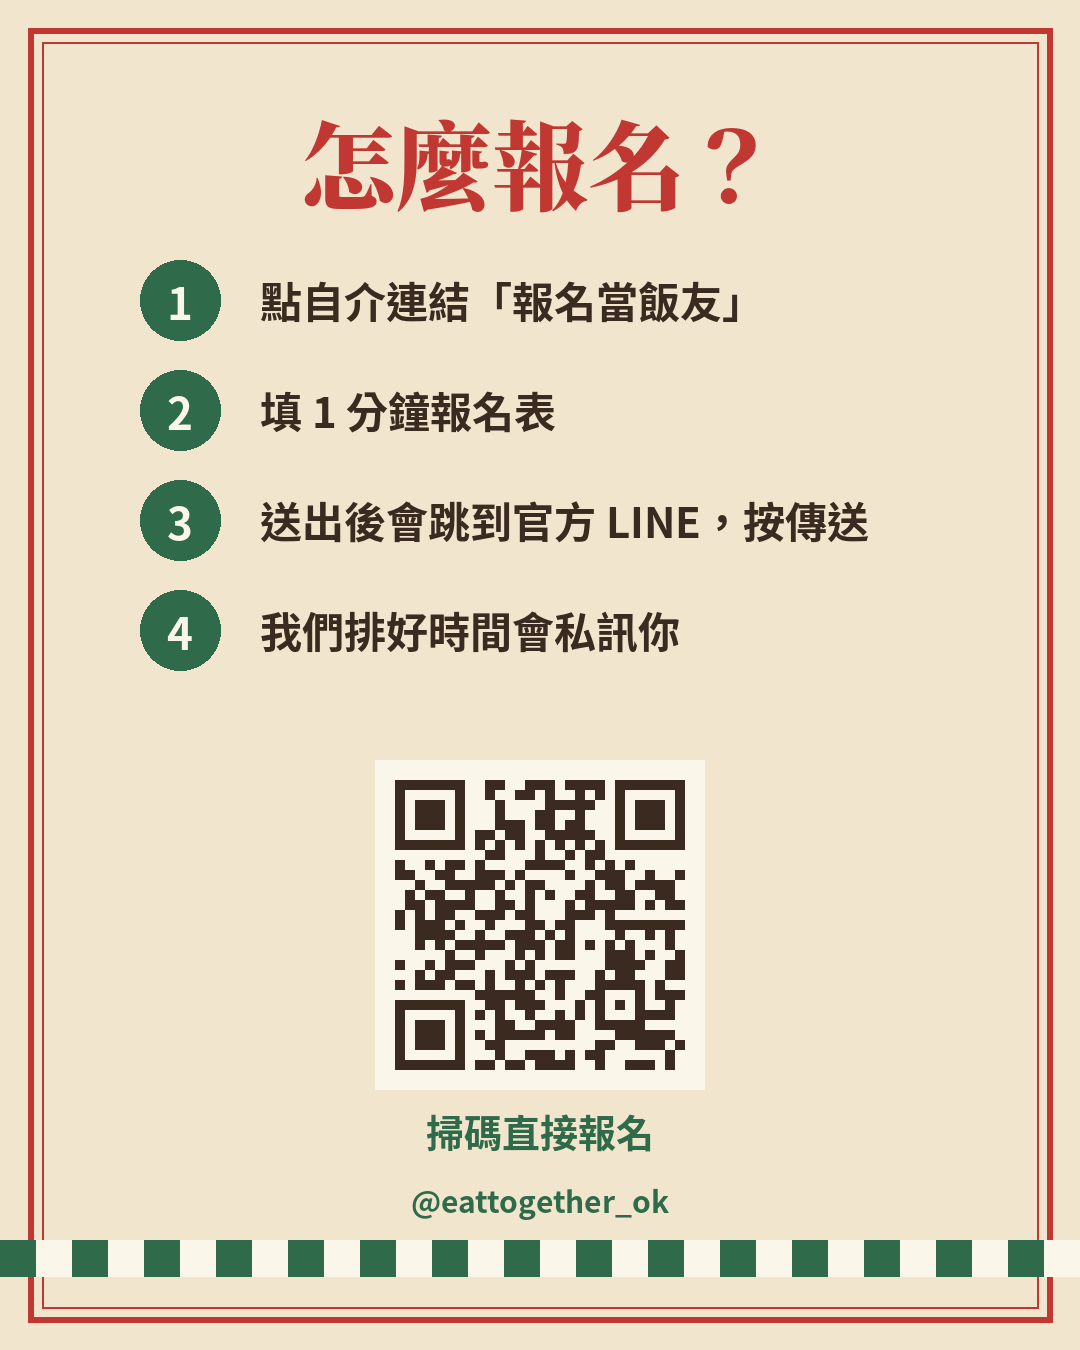 怎麼報名？
1 點自介連結「報名當飯友」
2 填 1 分鐘報名表
3 送出後會跳到官方 LINE，按傳送
4 我們排好時間會私訊你
掃碼直接報名
@eattogether_ok